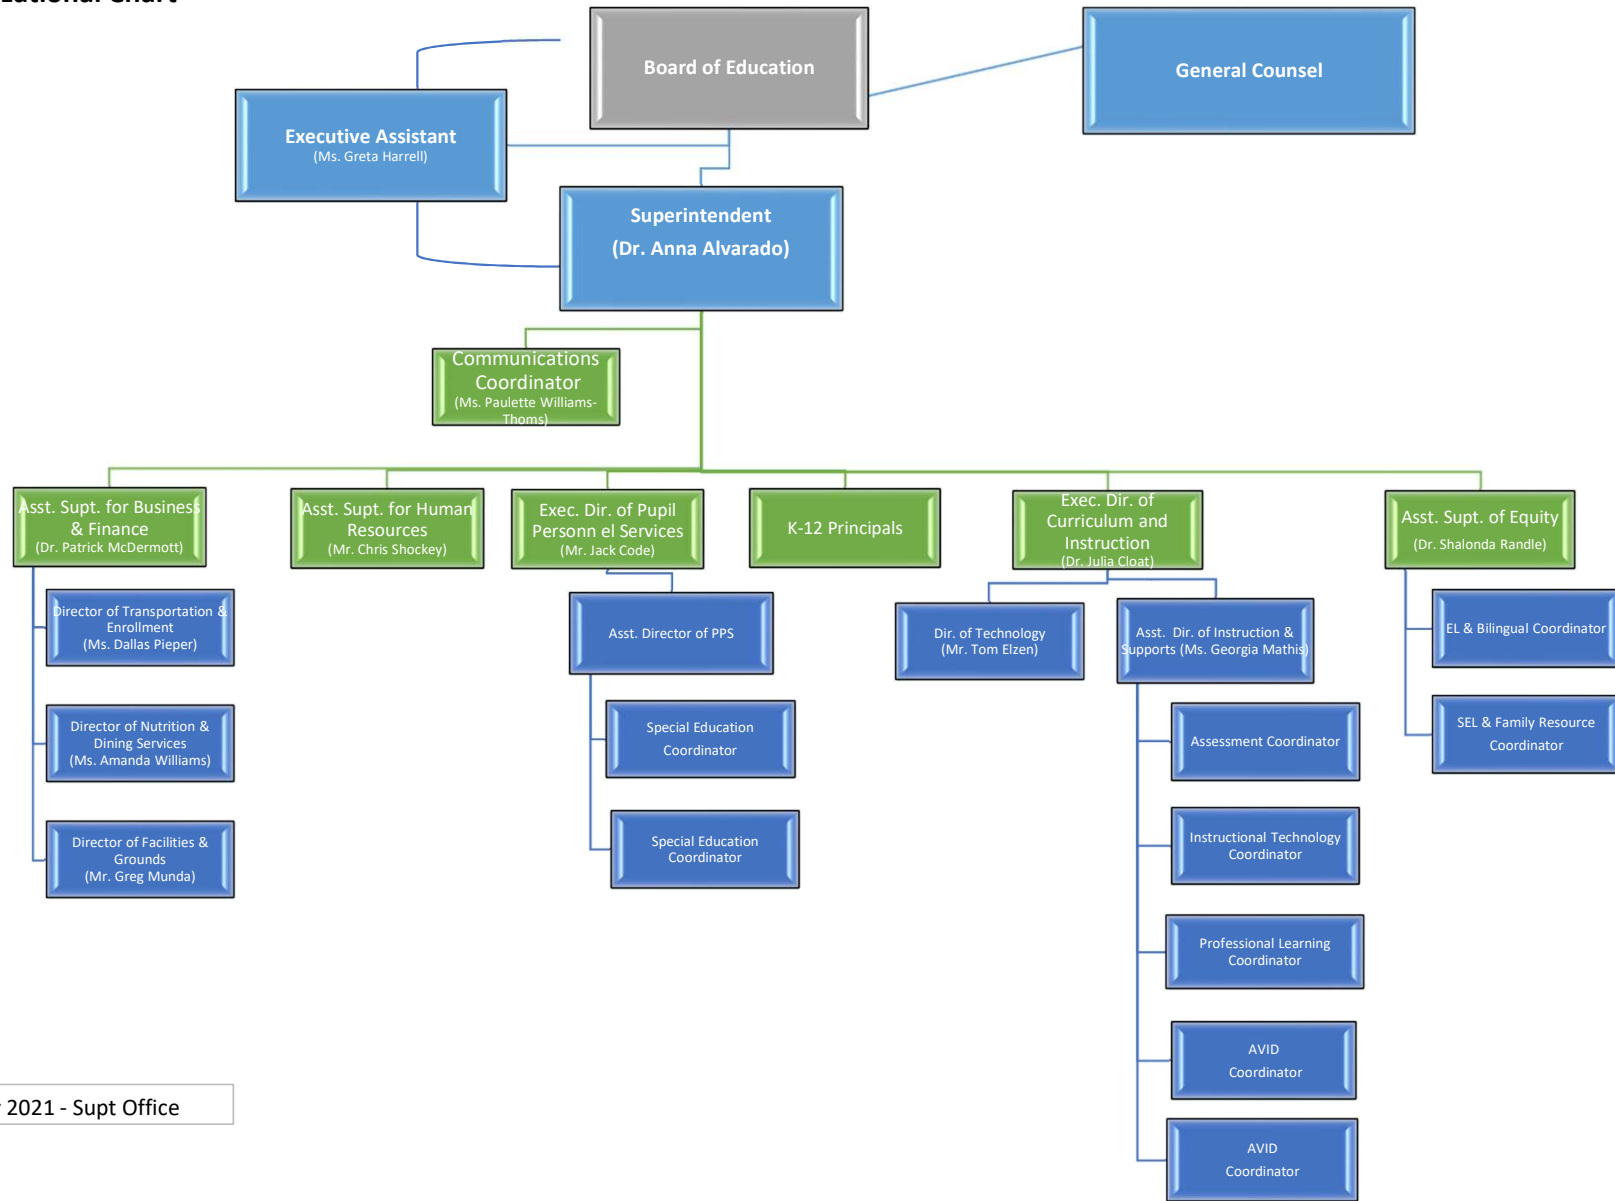 Board of Education
General Counsel
Executive Assistant
(Ms. Greta Harrell)
Superintendent
(Dr. Anna Alvarado)
Communications
Coordinator
(Ms. Paulette Williams-
Thoms)
Asst. Supt. for Business
& Finance
(Dr. Patrick McDermott)
Asst. Supt. for Human
Resources
(Mr. Chris Shockey)
Exec. Dir. of Pupil
Personn el Services
(Mr. Jack Code)
K-12 Principals
Exec. Dir. of
Curriculum and
Instruction
(Dr. Julia Cloat)
Asst. Supt. of Equity
(Dr. Shalonda Randle)
Director of Transportation &
Enrollment
(Ms. Dallas Pieper)
Director of Nutrition &
Dining Services
(Ms. Amanda Williams)
Director of Facilities &
Grounds
(Mr. Greg Munda)
Asst. Director of PPS
Special Education
Coordinator
Special Education
Coordinator
Dir. of Technology
(Mr. Tom Elzen)
Asst. Dir. of Instruction &
Supports (Ms. Georgia Mathis)
Assessment Coordinator
Instructional Technology
Coordinator
Professional Learning
Coordinator
AVID
Coordinator
AVID
Coordinator
EL & Bilingual Coordinator
SEL & Family Resource
Coordinator
2021 - Supt Office